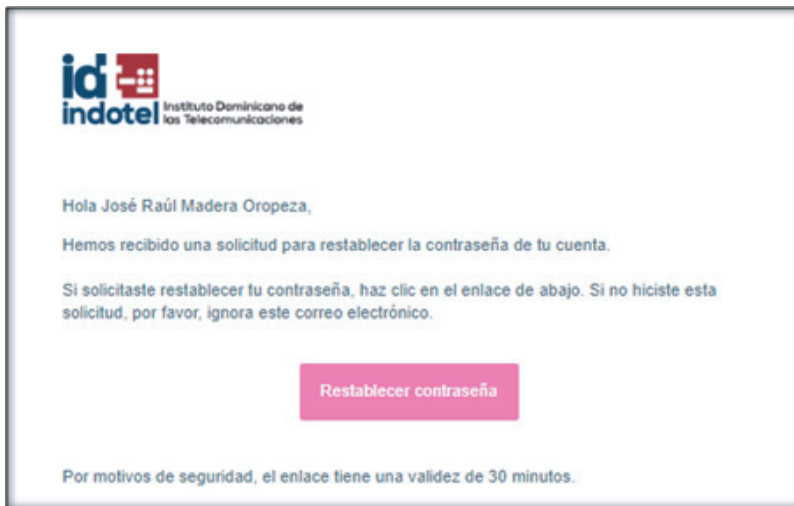 id
indotel Instituto Dominicano de
las Telecomunicaciones
Hola José Raúl Madera Oropeza,
Hemos recibido una solicitud para restablecer la contraseña de tu cuenta.
Si solicitaste restablecer tu contraseña, haz clic en el enlace de abajo. Si no hiciste esta
solicitud, por favor, ignora este correo electrónico.
Restablecer contraseña
Por motivos de seguridad, el enlace tiene una validez de 30 minutos.